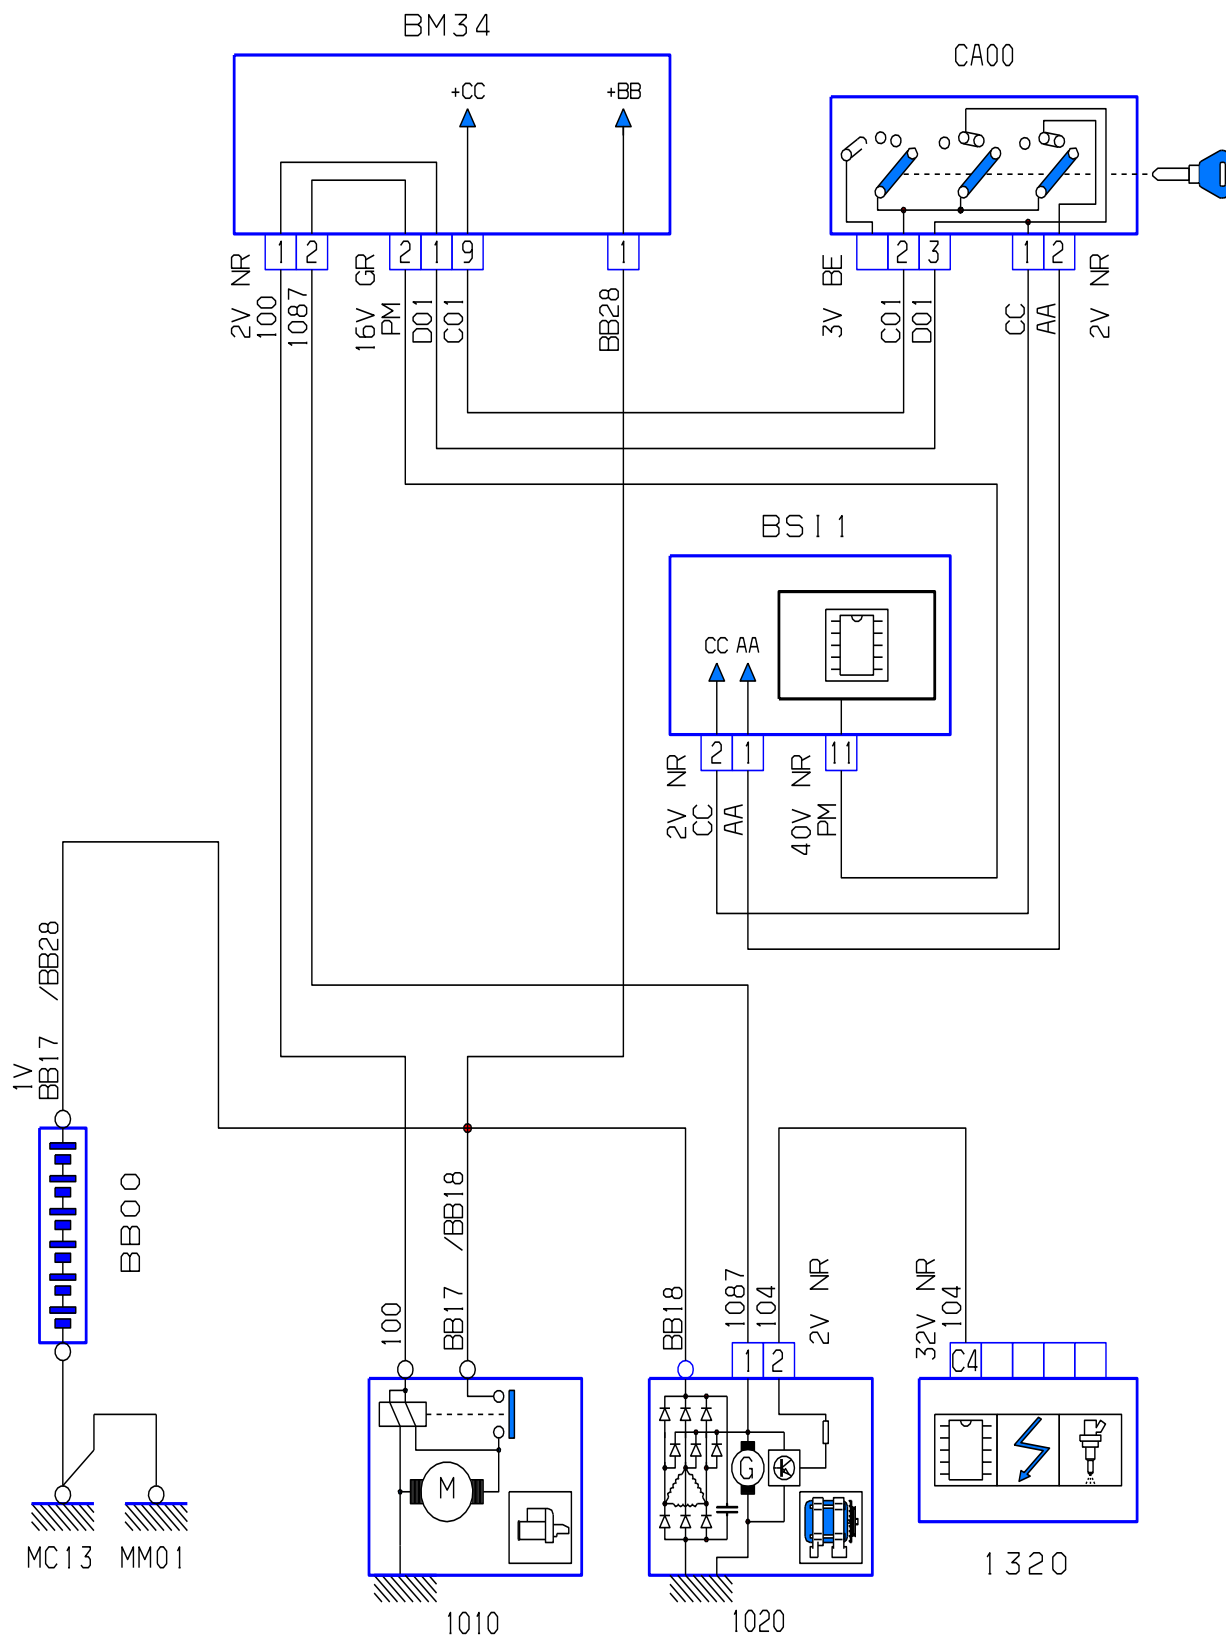 BM34
CA00
+CC
+BB
1
2
2
1
9
1
2
3
1
2
2V NR
100
1087
16V GR
PM
D01
C01
BB28
3V BE
C01
D01
CC
AA
2V NR
BSI1
CC
AA
2
1
11
2V NR
CC
AA
40V NR
PM
1V
BB17 /BB28
BB00
100
BB17 /BB18
BB18
1087
104
2V NR
32V NR
104
1
2
C4
M
G
MC13
MM01
1010
1020
1320